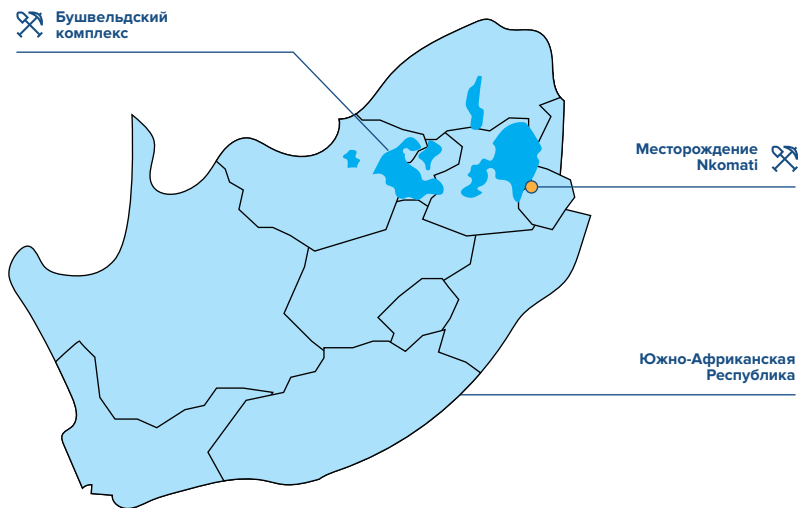 Бушвельдский
комплекс
Месторождение
Nkomati
Южно-Африканская
Республика